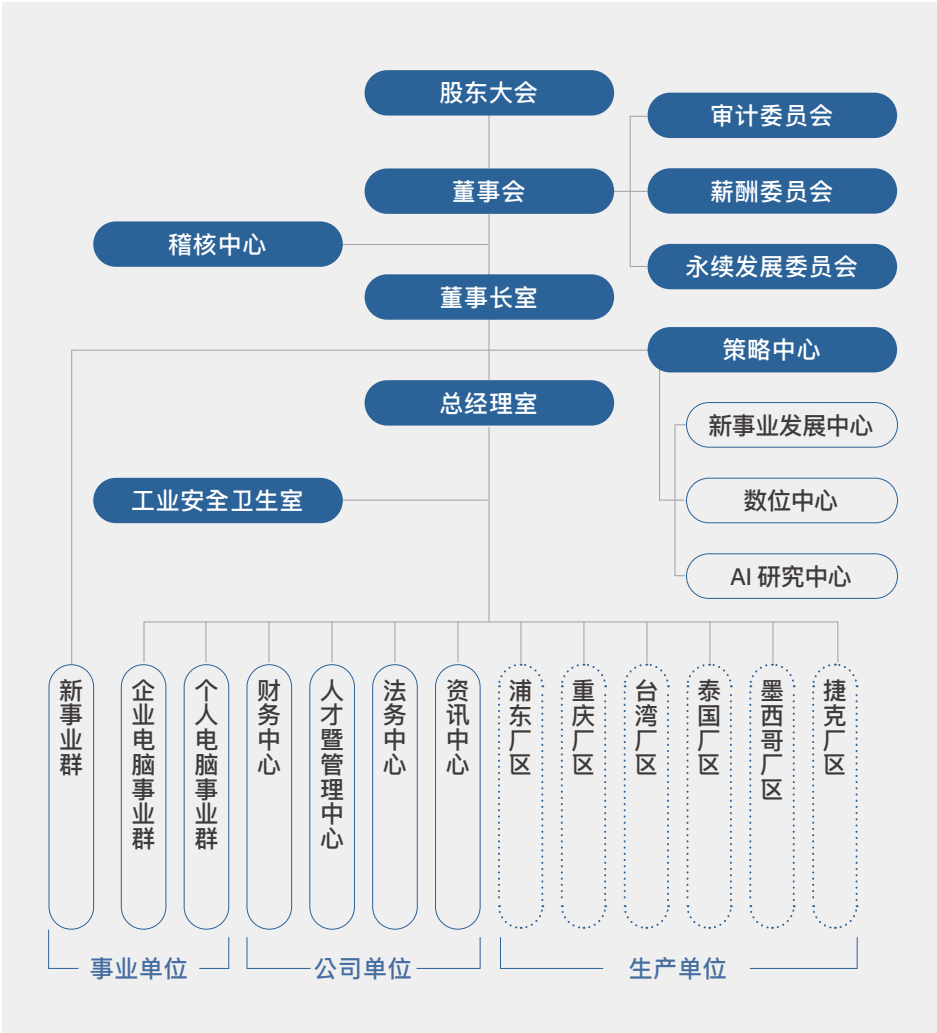 股东大会
审计委员会
董事会
薪酬委员会
稽核中心
永续发展委员会
董事长室
策略中心
总经理室
新事业发展中心
工业安全卫生室
数位中心
AI 研究中心
新事业群
企业电脑事业群
个人电脑事业群
财务中心
人才暨管理中心
法务中心
资讯中心
浦东厂区
重庆厂区
台湾厂区
泰国厂区
墨西哥厂区
捷克厂区
事业单位
公司单位
生产单位